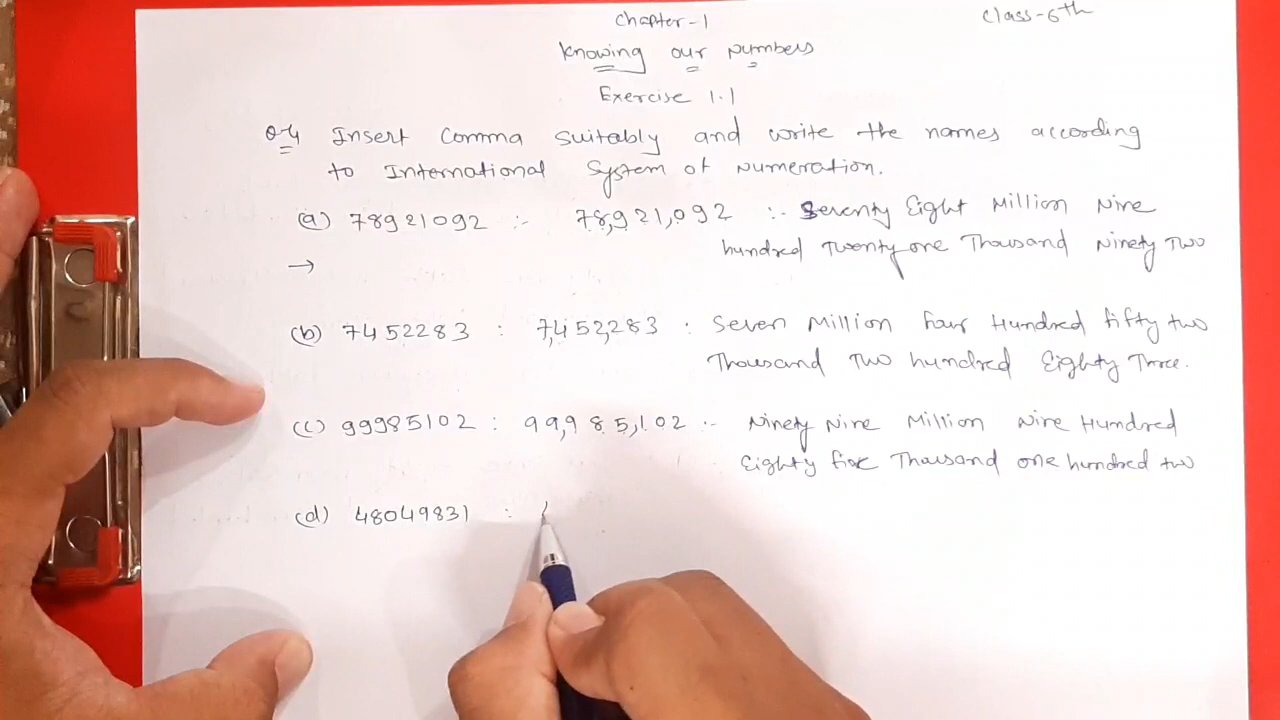 Chapter-1
Class-6th
Knowing our Numbers
Exercise 1.1
Q-4 Insert Comma Suitably and write the names according
to International System of Numeration.
(a) 78921092 :- 78,921,092 :- Seventy Eight Million Nine
hundred Twenty one Thousand Ninety Two
→
(b) 7452283 : 7,452,283 : Seven Million Four Hundred fifty two
Thousand Two hundred Eighty Three.
(c) 99985102 : 99,985,102 :- Ninety Nine Million Nine Hundred
Eighty five Thousand one hundred two
(d) 48049831 :